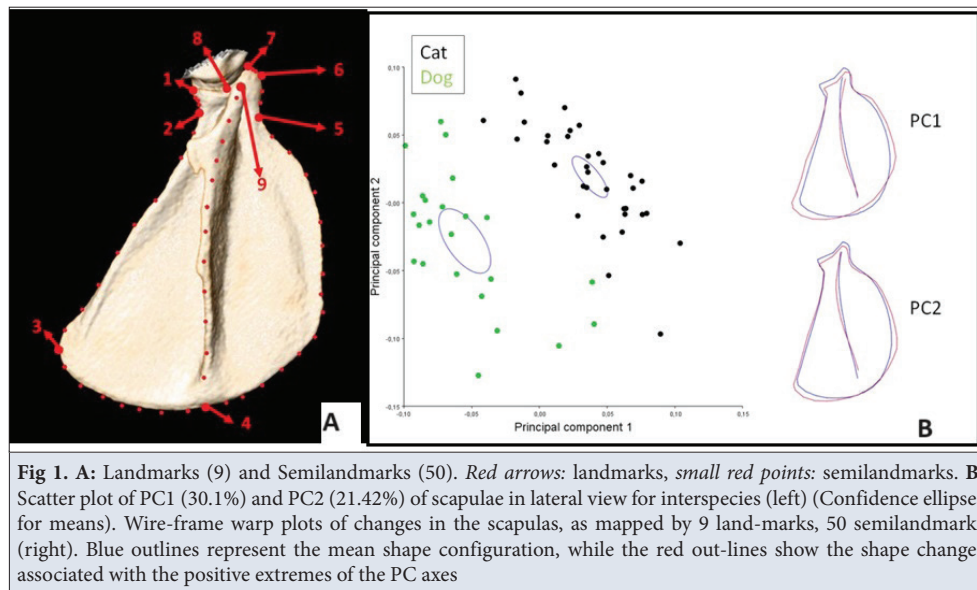 8
7
6
1
2
5
9
3
4
A
Cat
Dog
0,10
0,05
-0,00
-0,05
-0,10
-0,15
Principal component 2
-0,10
-0,05
0,00
0,05
0,10
0,15
Principal component 1
PC1
PC2
B
Fig 1. A: Landmarks (9) and Semilandmarks (50). Red arrows: landmarks, small red points: semilandmarks. B
Scatter plot of PC1 (30.1%) and PC2 (21.42%) of scapulae in lateral view for interspecies (left) (Confidence ellipse
for means). Wire-frame warp plots of changes in the scapulas, as mapped by 9 land-marks, 50 semilandmark
(right). Blue outlines represent the mean shape configuration, while the red out-lines show the shape change
associated with the positive extremes of the PC axes